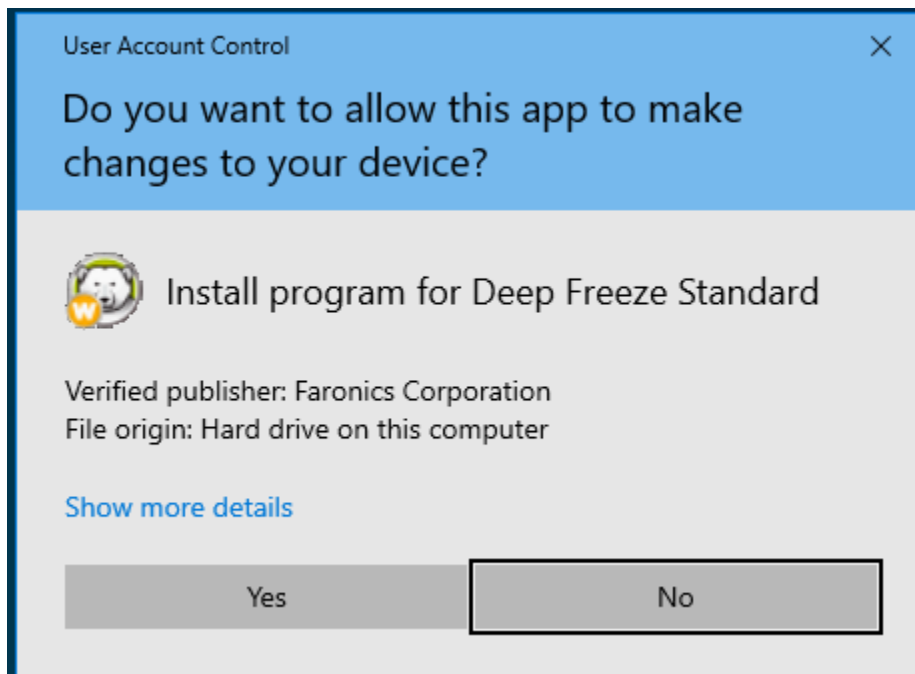 User Account Control
Do you want to allow this app to make
changes to your device?
Install program for Deep Freeze Standard
W
Verified publisher: Faronics Corporation
File origin: Hard drive on this computer
Show more details
Yes No